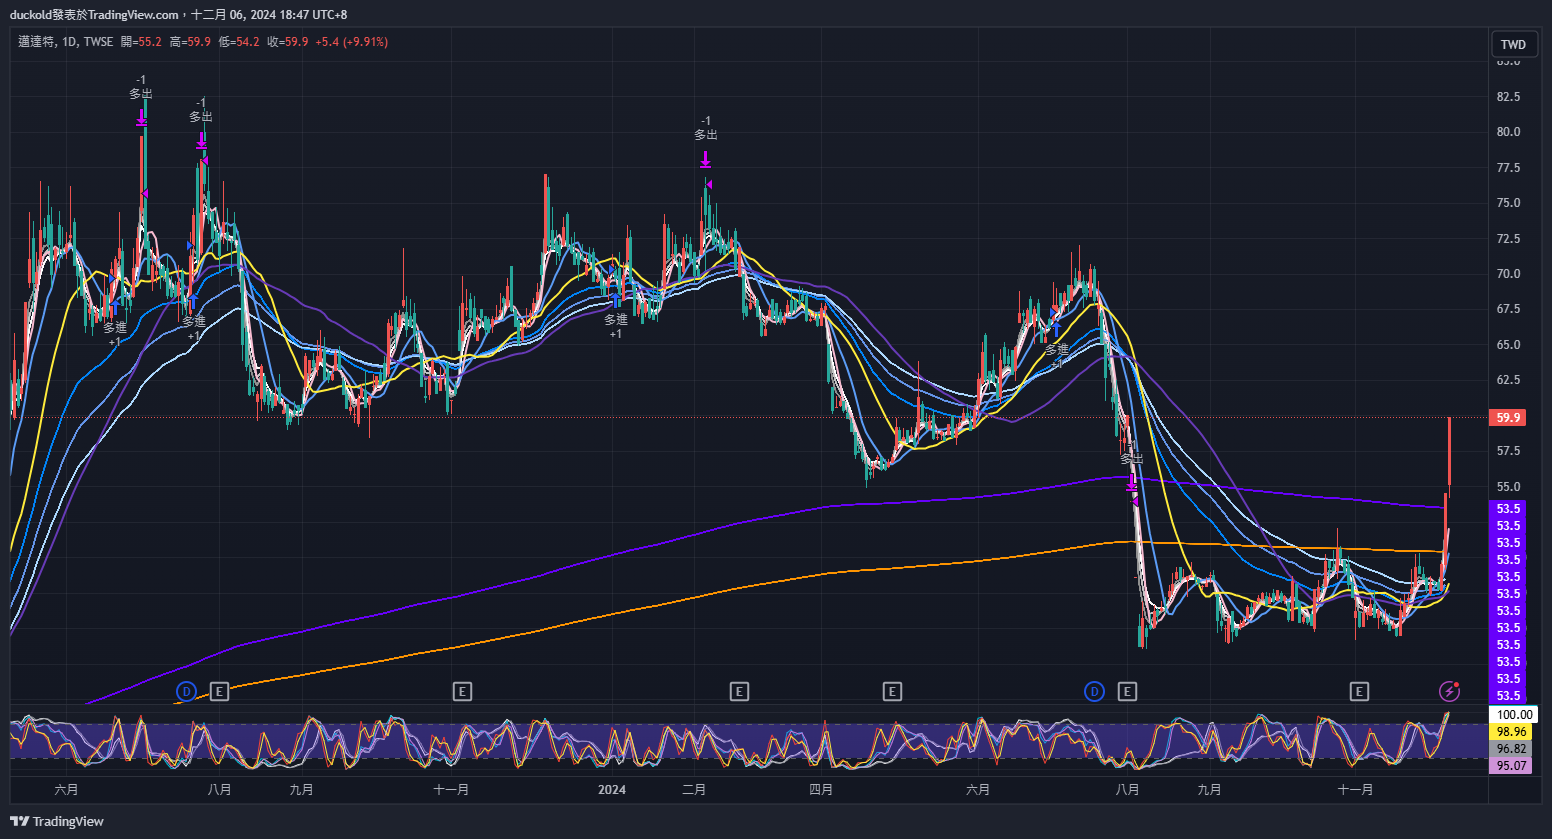 duckold發表於TradingView.com，十二月 06, 2024 18:47 UTC+8
邁達特, 1D, TWSE 開=55.2 高=59.9 低=54.2 收=59.9 +5.4 (+9.91%)
TWD
85.0
82.5
80.0
77.5
75.0
72.5
70.0
67.5
65.0
62.5
59.9
57.5
55.0
53.5
53.5
53.5
53.5
53.5
53.5
53.5
53.5
53.5
53.5
53.5
53.5
-1
多出
-1
多出
-1
多出
多進
+1
多進
+1
多進
+1
多進
+1
多出
D
E
E
E
E
D
E
E
100.00
98.96
96.82
95.07
六月
八月
九月
十一月
2024
二月
四月
六月
八月
九月
十一月
TradingView